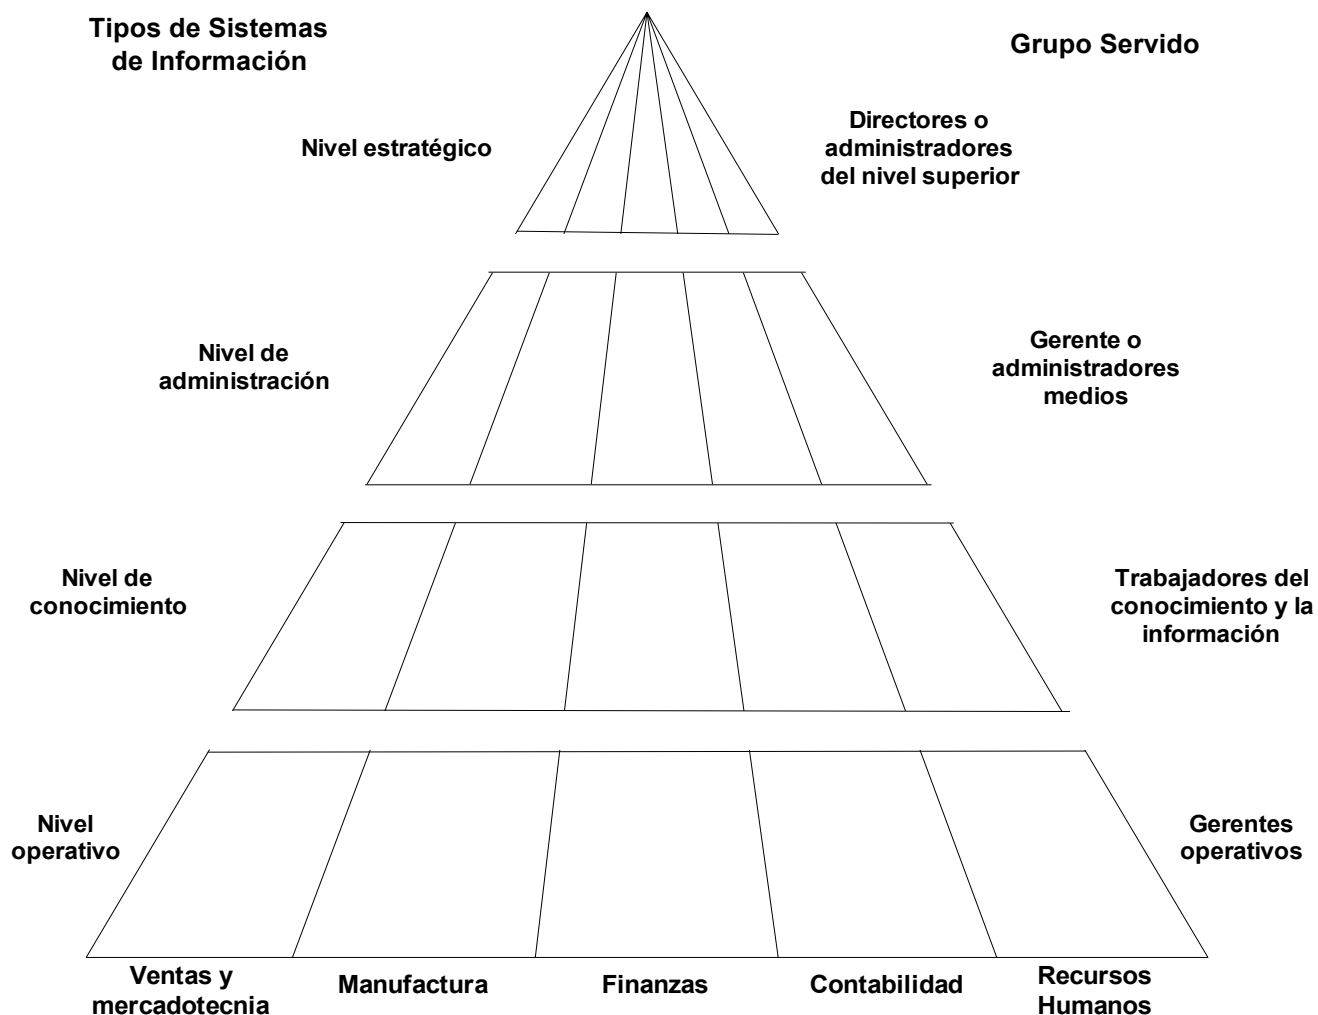 Tipos de Sistemas
de Información
Grupo Servido
Nivel estratégico
Directores o
administradores
del nivel superior
Nivel de
administración
Gerente o
administradores
medios
Nivel de
conocimiento
Trabajadores del
conocimiento y la
información
Nivel
operativo
Gerentes
operativos
Ventas y
mercadotecnia
Manufactura
Finanzas
Contabilidad
Recursos
Humanos